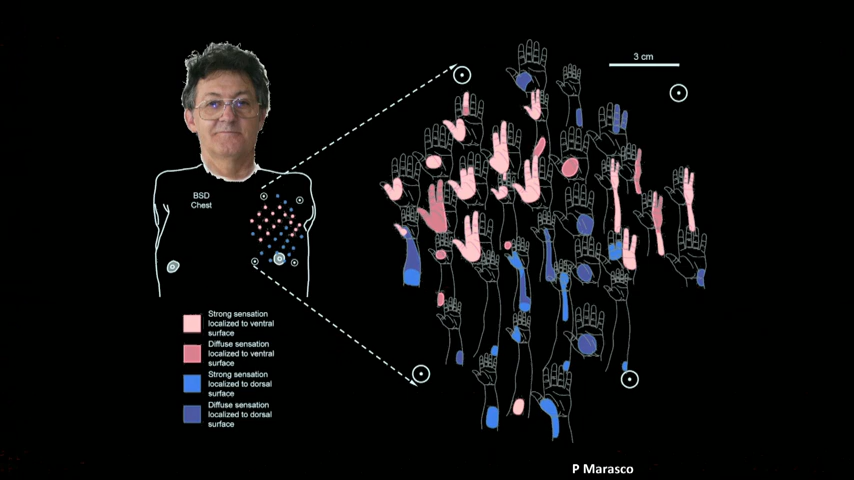 3 cm
BSD
Chest
Strong sensation
localized to ventral
surface
Diffuse sensation
localized to ventral
surface
Strong sensation
localized to dorsal
surface
Diffuse sensation
localized to dorsal
surface
P Marasco